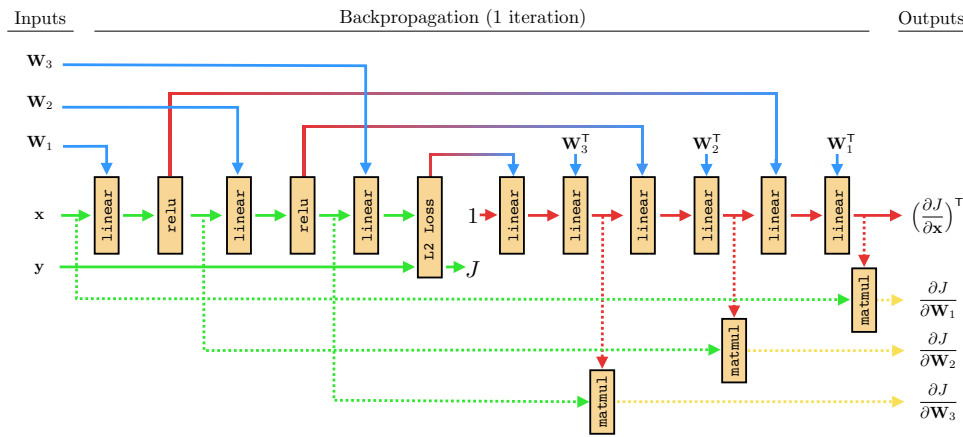 Inputs
Backpropagation (1 iteration)
Outputs
W₃
W₂
W₁
W₃ᵀ
W₂ᵀ
W₁ᵀ
x
linear
relu
linear
relu
linear
L2 Loss
1
linear
linear
linear
linear
linear
linear
(∂J/∂x)ᵀ
y
J
matmul
∂J/∂W₁
matmul
∂J/∂W₂
matmul
∂J/∂W₃